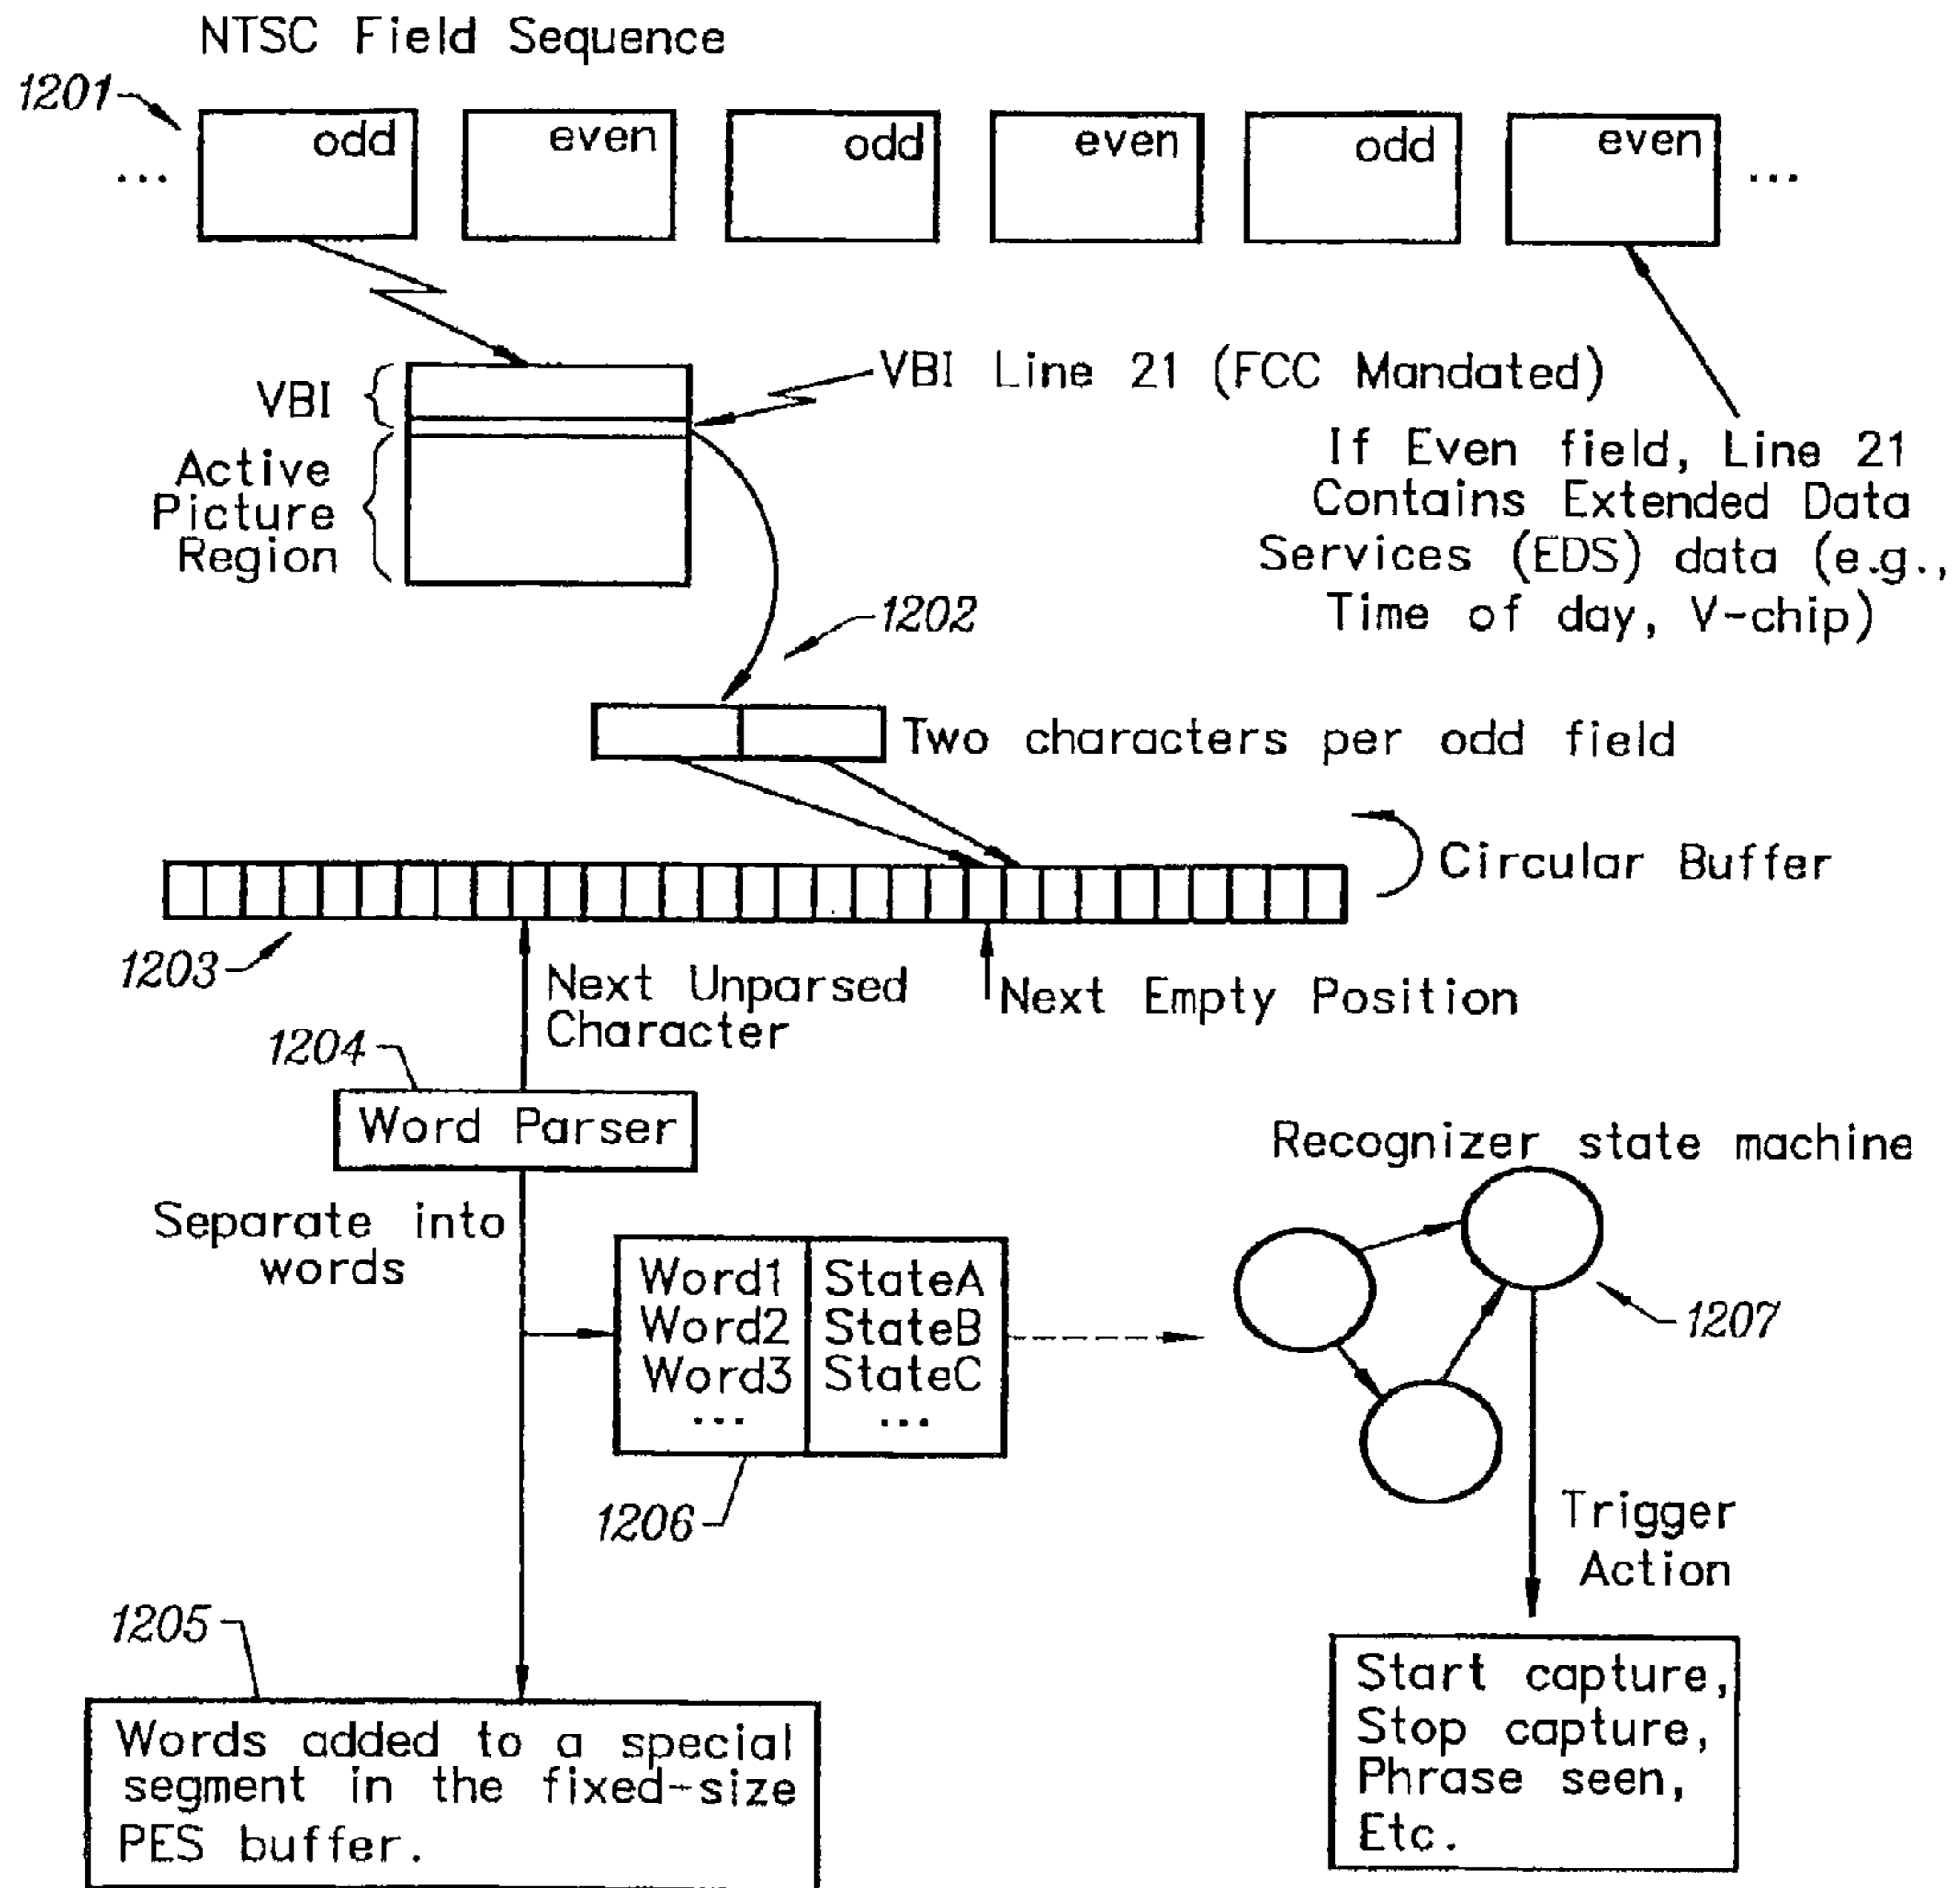 NTSC Field Sequence
1201
odd
even
odd
even
odd
even
...
...
VBI
VBI Line 21 (FCC Mandated)
Active
Picture
Region
If Even field, Line 21
Contains Extended Data
Services (EDS) data (e.g.,
Time of day, V-chip)
1202
Two characters per odd field
Circular Buffer
1203
Next Unparsed
Character
Next Empty Position
1204
Word Parser
Separate into
words
Recognizer state machine
Word1 StateA
Word2 StateB
Word3 StateC
... ...
1207
1206
Trigger
Action
1205
Words added to a special
segment in the fixed-size
PES buffer.
Start capture,
Stop capture,
Phrase seen,
Etc.